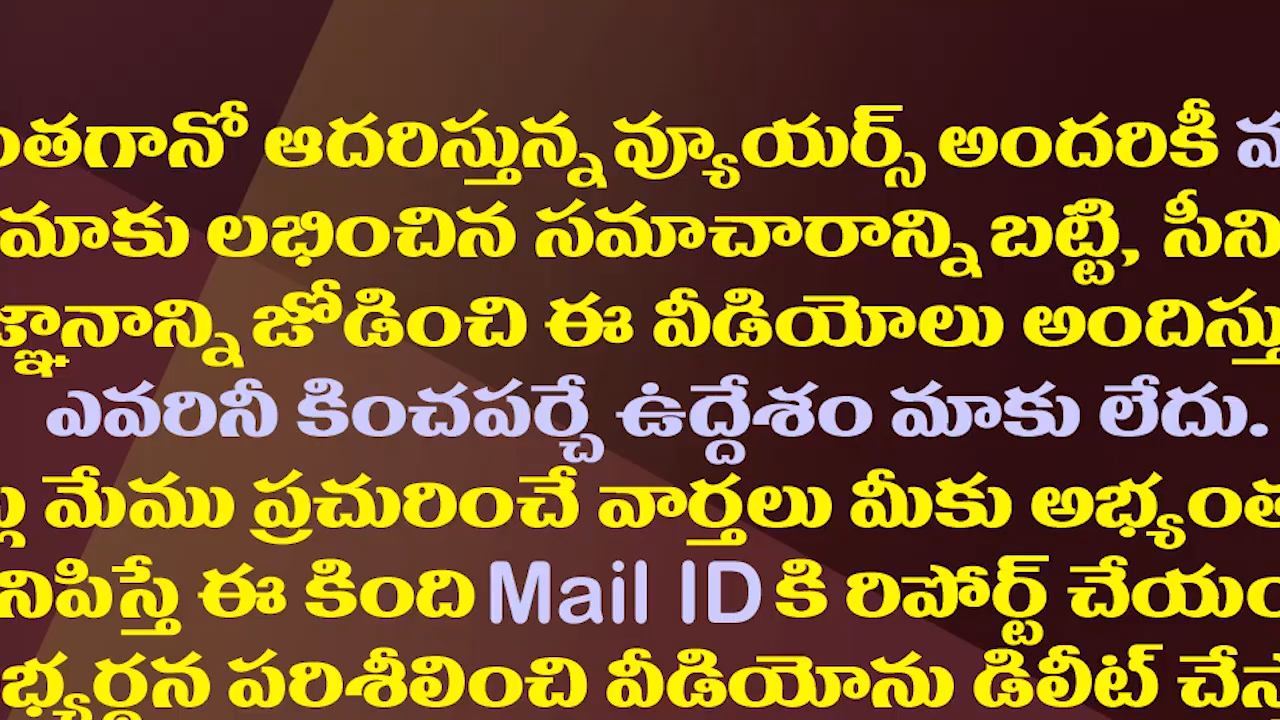 ంతగానో ఆదరిస్తున్న వ్యూయర్స్ అందరికీ
మాకు లభించిన సమాచారాన్ని బట్టి, సీని
జ్ఞానాన్ని జోడించి ఈ వీడియోలు అందిస్తు
ఎవరినీ కించపర్చే ఉద్దేశం మాకు లేదు.
మేము ప్రచురించే వార్తలు మీకు అభ్యంత
నిపిస్తే ఈ కింది Mail ID కి రిపోర్ట్ చేయం
భ్యర్థన పరిశీలించి వీడియోను డిలీట్ చేస